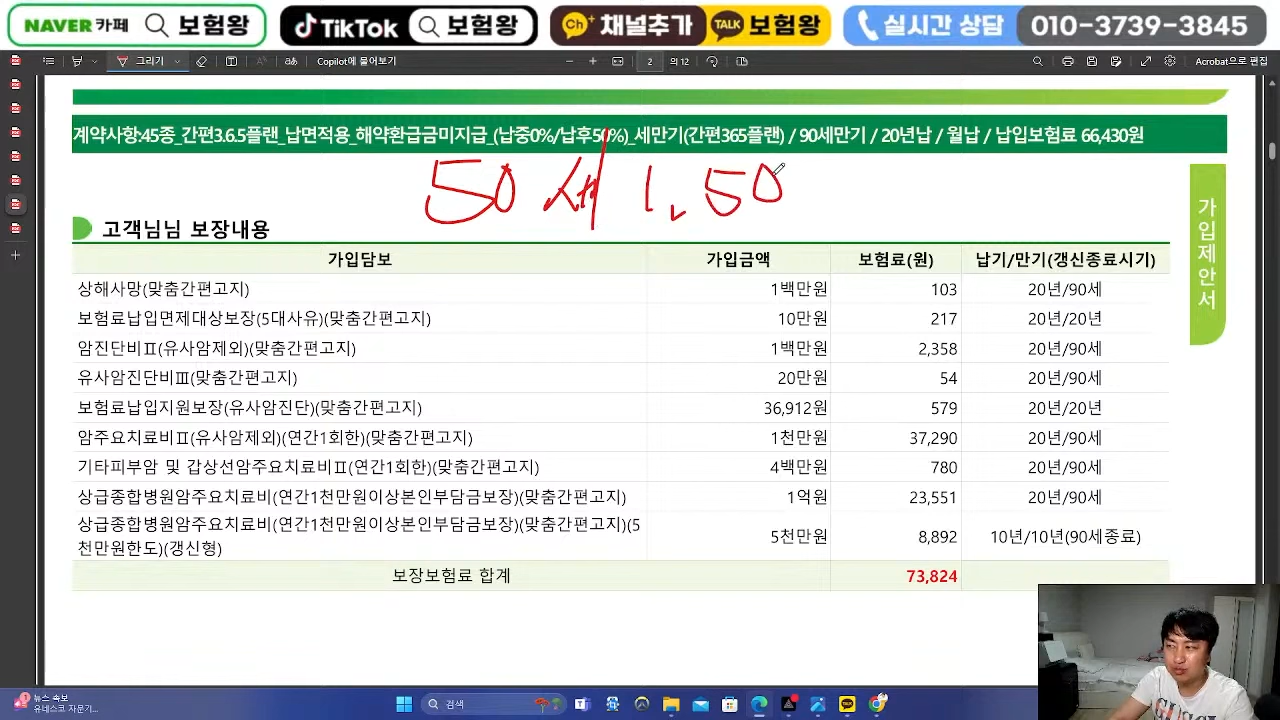 NAVER 카페 보험왕 TikTok 보험왕 Ch+ 채널추가 TALK 보험왕 실시간 상담 010-3739-3845
그리기 Copilot에 물어보기 2 의 12 Acrobat으로 편집
계약사항:45종_간편3.6.5플랜_납면적용_해약환급금미지급_(납중0%/납후50%)_세만기(간편365플랜) / 90세만기 / 20년납 / 월납 / 납입보험료 66,430원
50세 1.50
가입제안서
고객님님 보장내용
가입담보 가입금액 보험료(원) 납기/만기(갱신종료시기)
상해사망(맞춤간편고지) 1백만원 103 20년/90세
보험료납입면제대상보장(5대사유)(맞춤간편고지) 10만원 217 20년/20년
암진단비Ⅱ(유사암제외)(맞춤간편고지) 1백만원 2,358 20년/90세
유사암진단비Ⅲ(맞춤간편고지) 20만원 54 20년/90세
보험료납입지원보장(유사암진단)(맞춤간편고지) 36,912원 579 20년/20년
암주요치료비Ⅱ(유사암제외)(연간1회한)(맞춤간편고지) 1천만원 37,290 20년/90세
기타피부암 및 갑상선암주요치료비Ⅱ(연간1회한)(맞춤간편고지) 4백만원 780 20년/90세
상급종합병원암주요치료비(연간1천만원이상본인부담금보장)(맞춤간편고지) 1억원 23,551 20년/90세
상급종합병원암주요치료비(연간1천만원이상본인부담금보장)(맞춤간편고지)(5
천만원한도)(갱신형) 5천만원 8,892 10년/10년(90세종료)
보장보험료 합계 73,824
뉴스 속보
유네스코 자문기...
검색
GUCCI